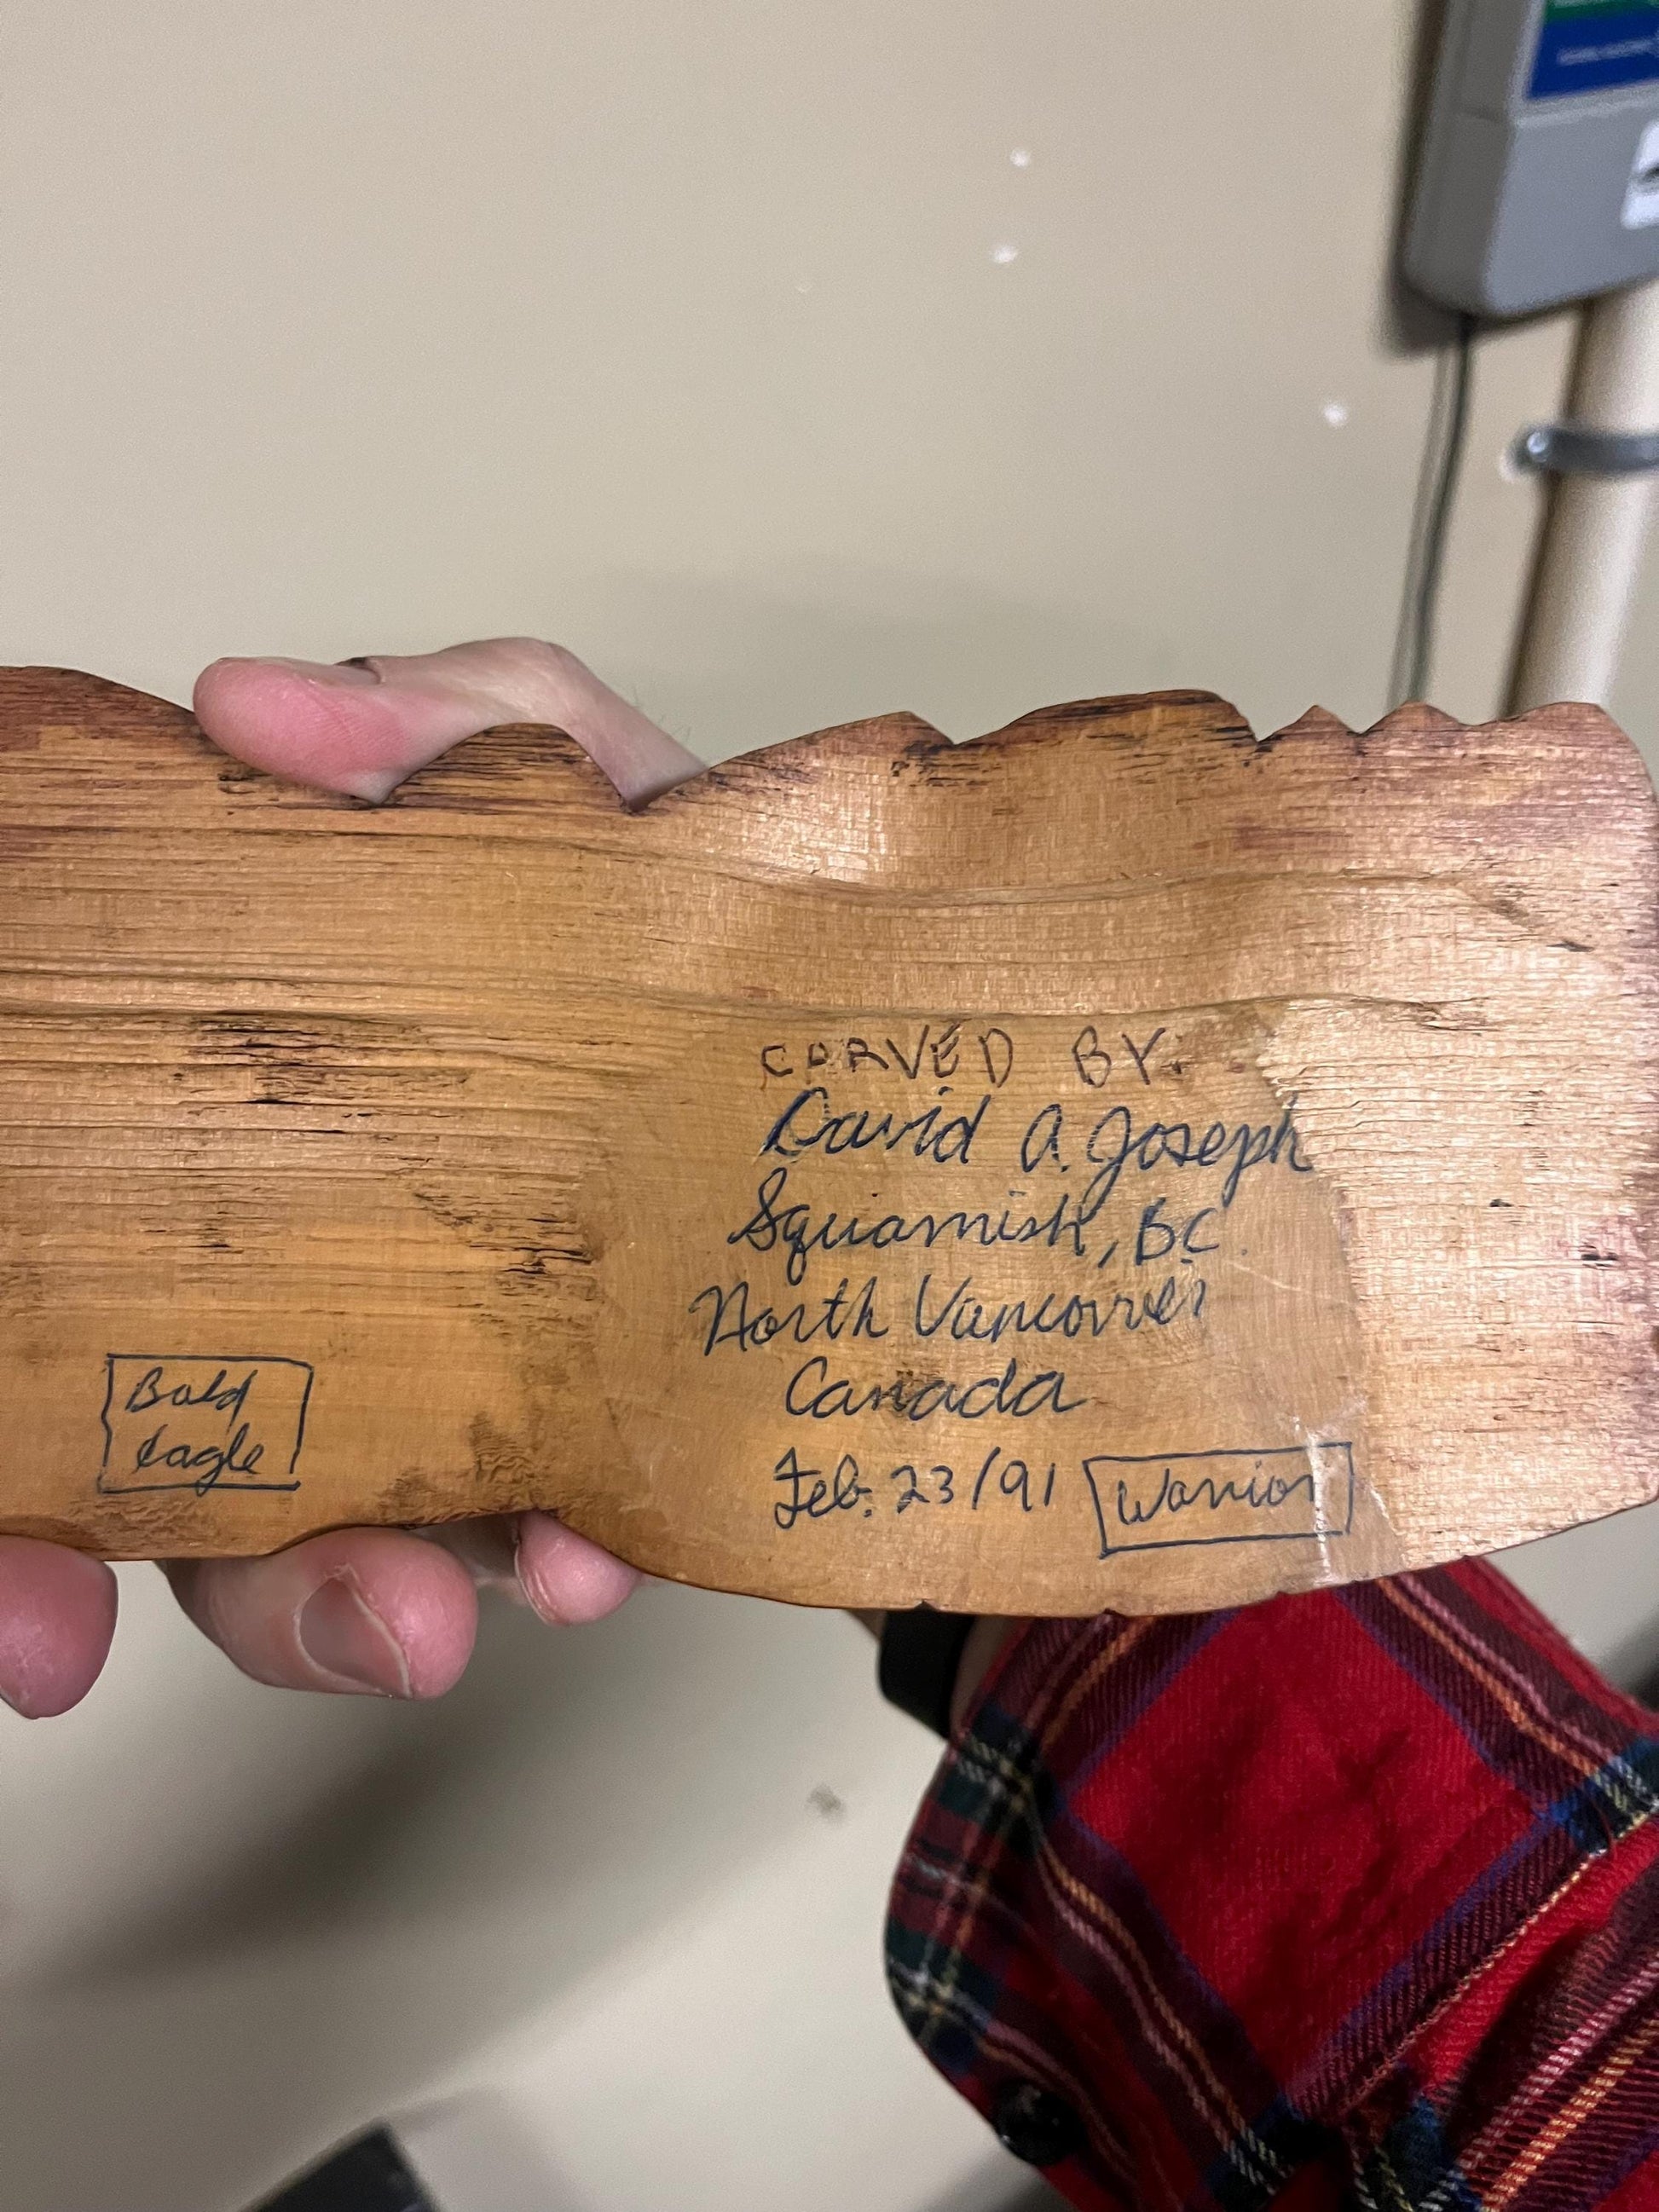 CARVED BY.
David A. Joseph
Squamish, BC.
North Vancouver
Canada
Feb. 23/91
Warrior
Bald
Eagle